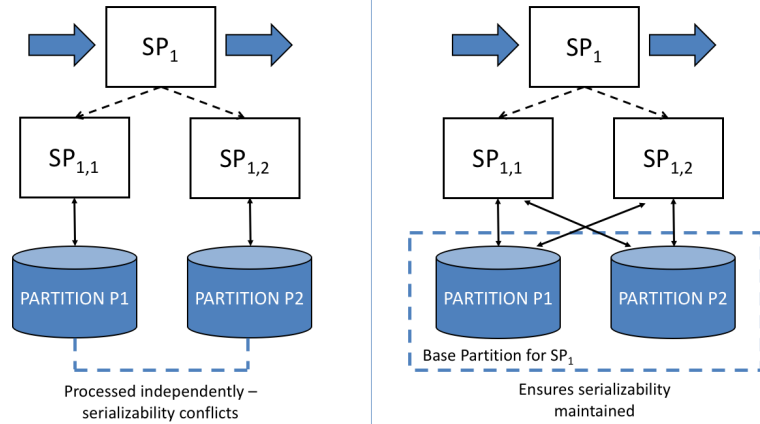 SP1
SP1,1
SP1,2
PARTITION P1
PARTITION P2
Processed independently –
serializability conflicts
SP1
SP1,1
SP1,2
PARTITION P1
PARTITION P2
Base Partition for SP1
Ensures serializability
maintained